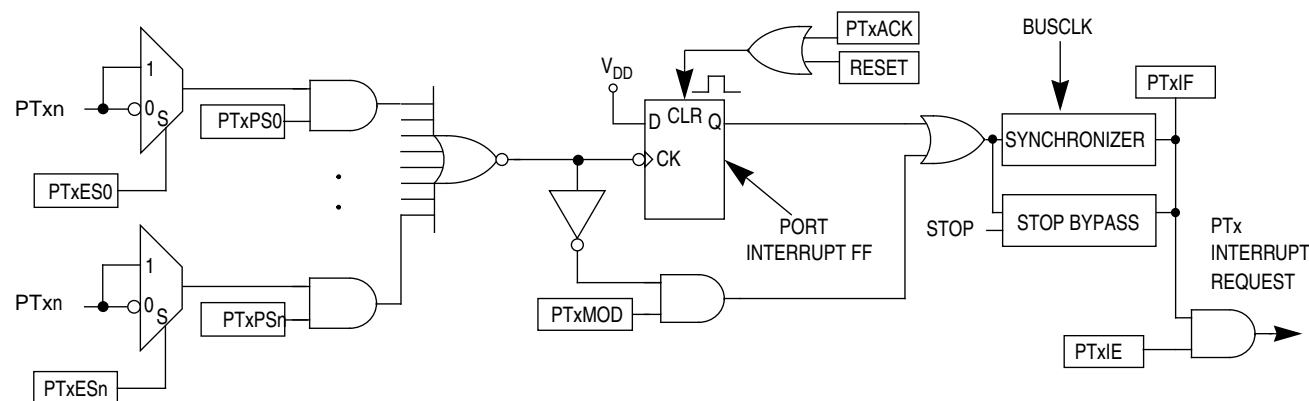 PTxn
1
0
S
PTxES0
PTxPS0
PTxn
1
0
S
PTxESn
PTxPSn
VDD
D
CLR
Q
CK
PTxACK
RESET
PORT
INTERRUPT FF
PTxMOD
BUSCLK
SYNCHRONIZER
STOP
STOP BYPASS
PTxIF
PTx
INTERRUPT
REQUEST
PTxIE